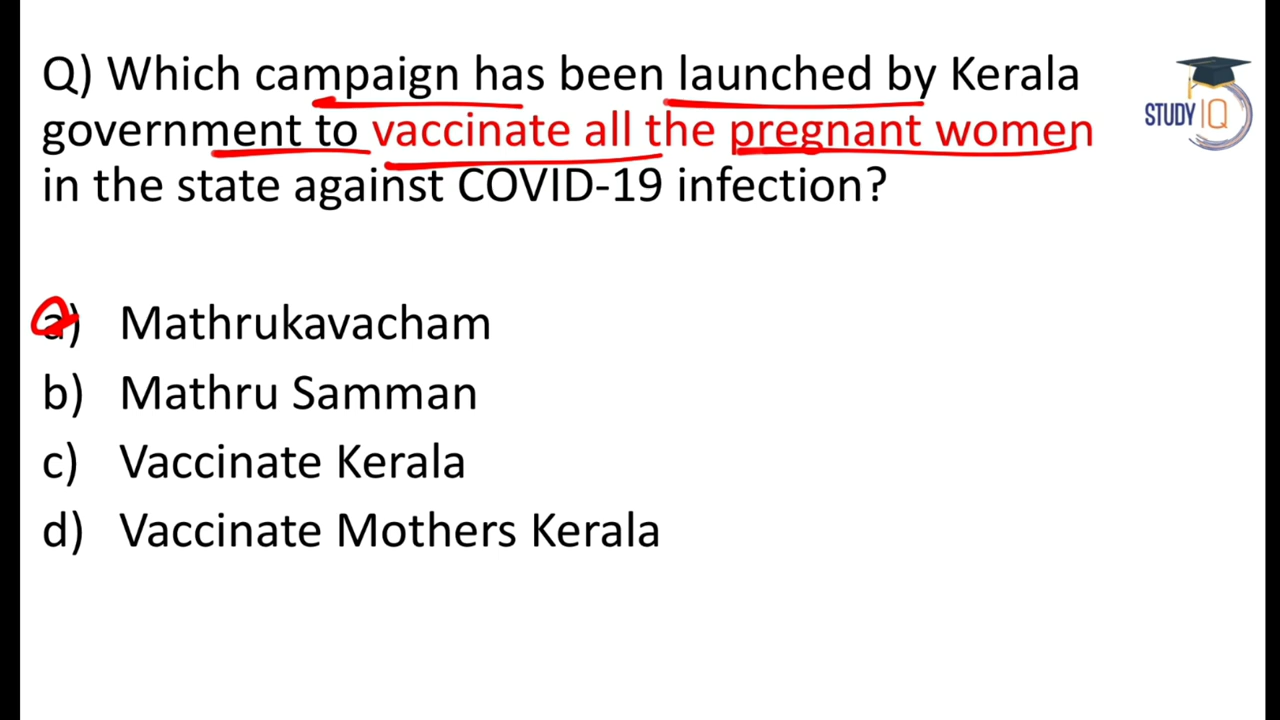 Q) Which campaign has been launched by Kerala
government to vaccinate all the pregnant women
in the state against COVID-19 infection?
STUDY IQ
a) Mathrukavacham
b) Mathru Samman
c) Vaccinate Kerala
d) Vaccinate Mothers Kerala